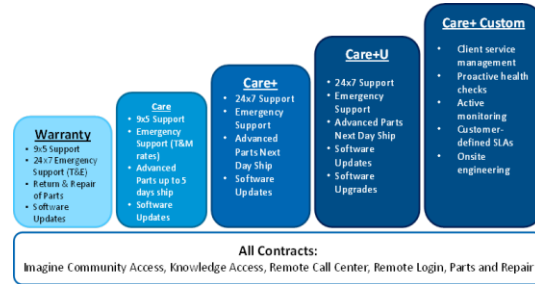 Warranty
• 9x5 Support
• 24x7 Emergency
Support (T&E)
• Return & Repair
of Parts
• Software
Updates
Care
• 9x5 Support
• Emergency
Support (T&M
rates)
• Advanced
Parts up to 5
days ship
• Software
Updates
Care+
• 24x7 Support
• Emergency
Support
• Advanced
Parts Next
Day Ship
• Software
Updates
Care+U
• 24x7 Support
• Emergency
Support
• Advanced Parts
Next Day Ship
• Software
Updates
• Software
Upgrades
Care+ Custom
• Client service
management
• Proactive health
checks
• Active
monitoring
• Customer-
defined SLAs
• Onsite
engineering
All Contracts:
Imagine Community Access, Knowledge Access, Remote Call Center, Remote Login, Parts and Repair